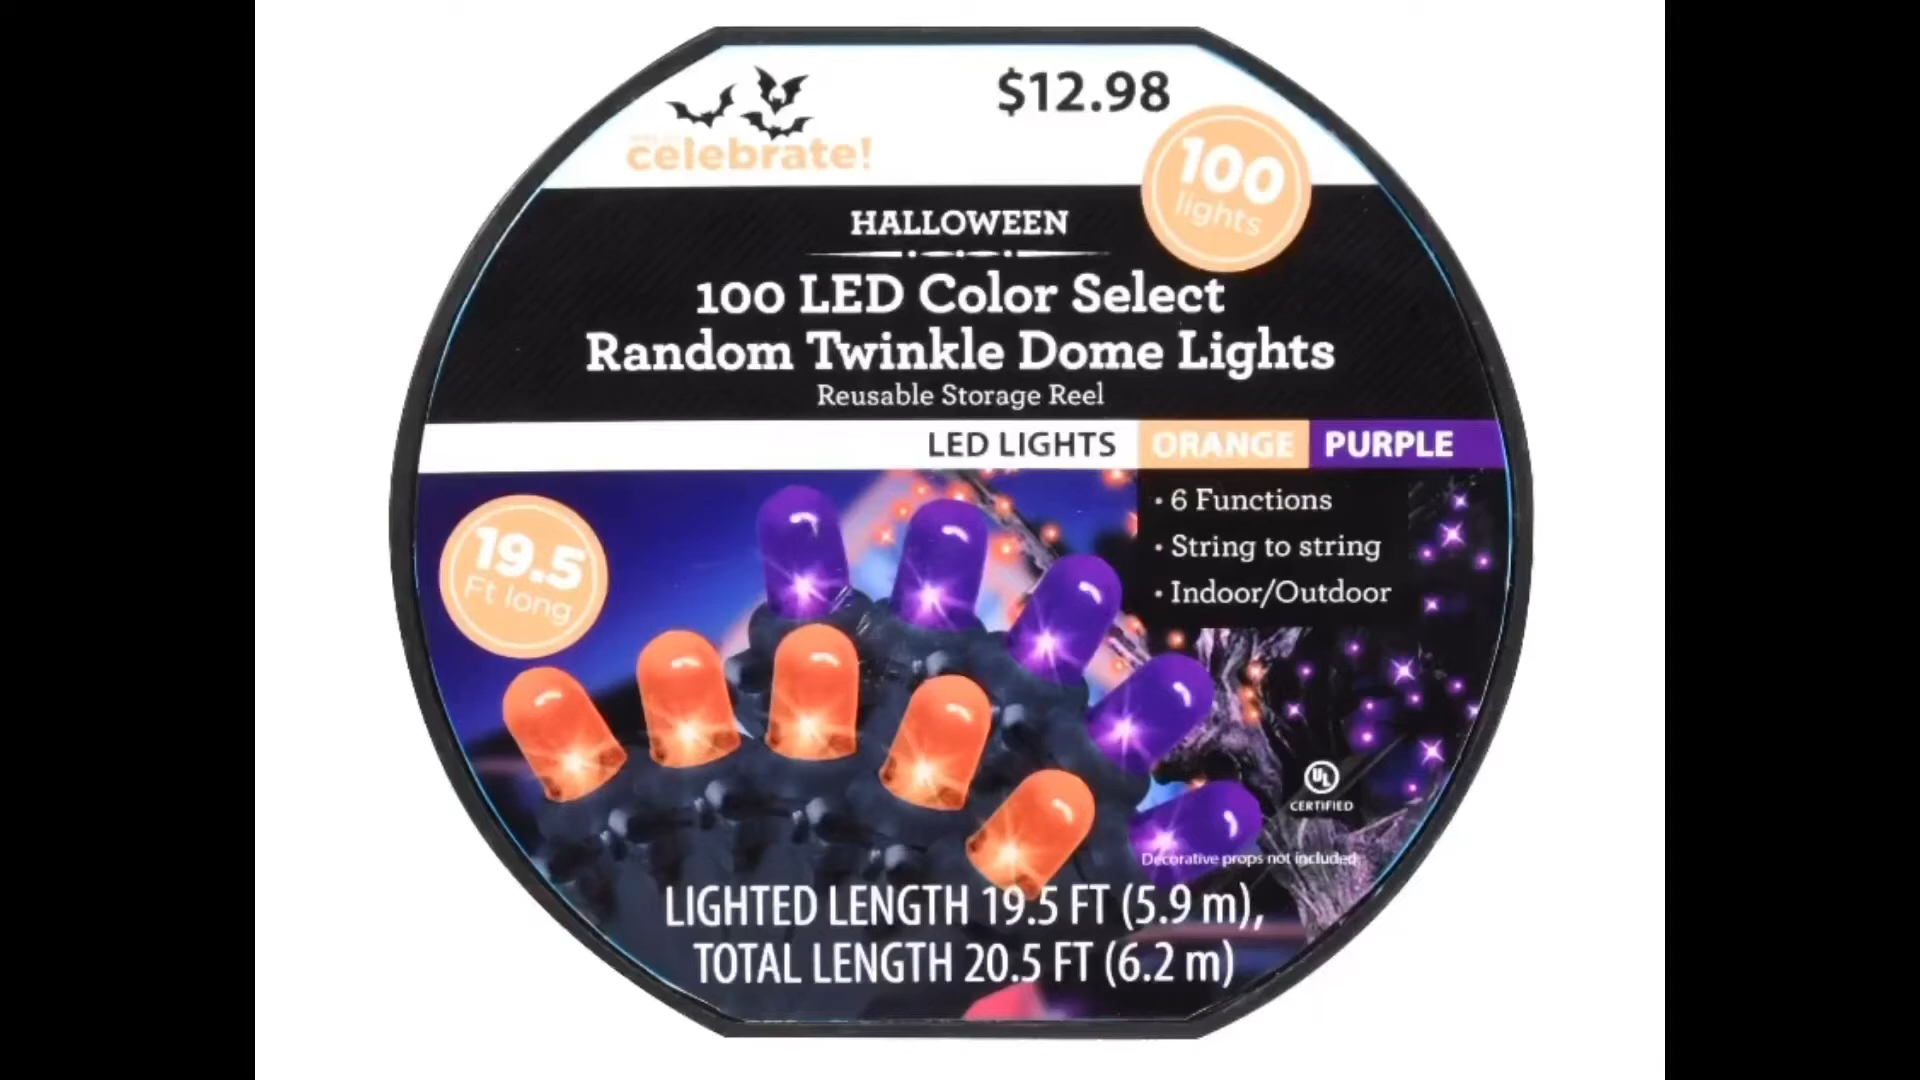 $12.98
celebrate!
100
lights
HALLOWEEN
100 LED Color Select
Random Twinkle Dome Lights
Reusable Storage Reel
LED LIGHTS ORANGE PURPLE
• 6 Functions
• String to string
• Indoor/Outdoor
19.5
Ft long
UL
CERTIFIED
Decorative props not included
LIGHTED LENGTH 19.5 FT (5.9 m),
TOTAL LENGTH 20.5 FT (6.2 m)